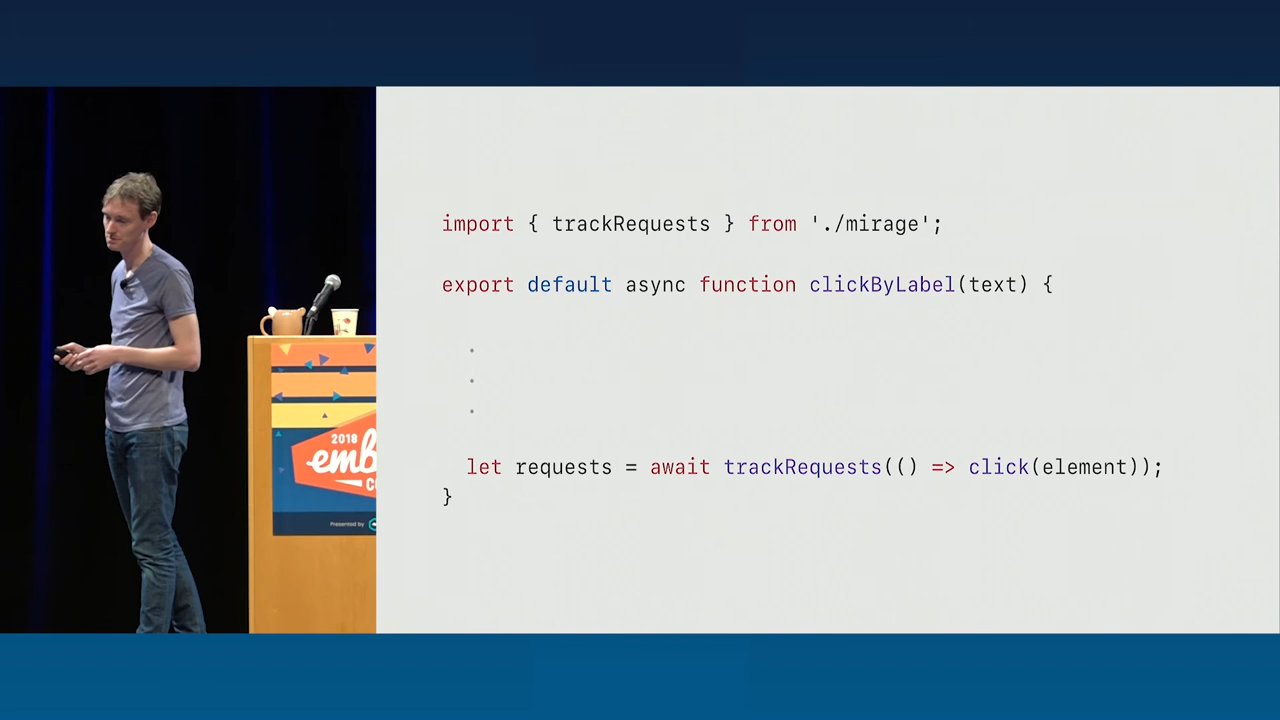 import { trackRequests } from './mirage';
export default async function clickByLabel(text) {
.
.
.
let requests = await trackRequests(() => click(element));
}
2018
Presented by